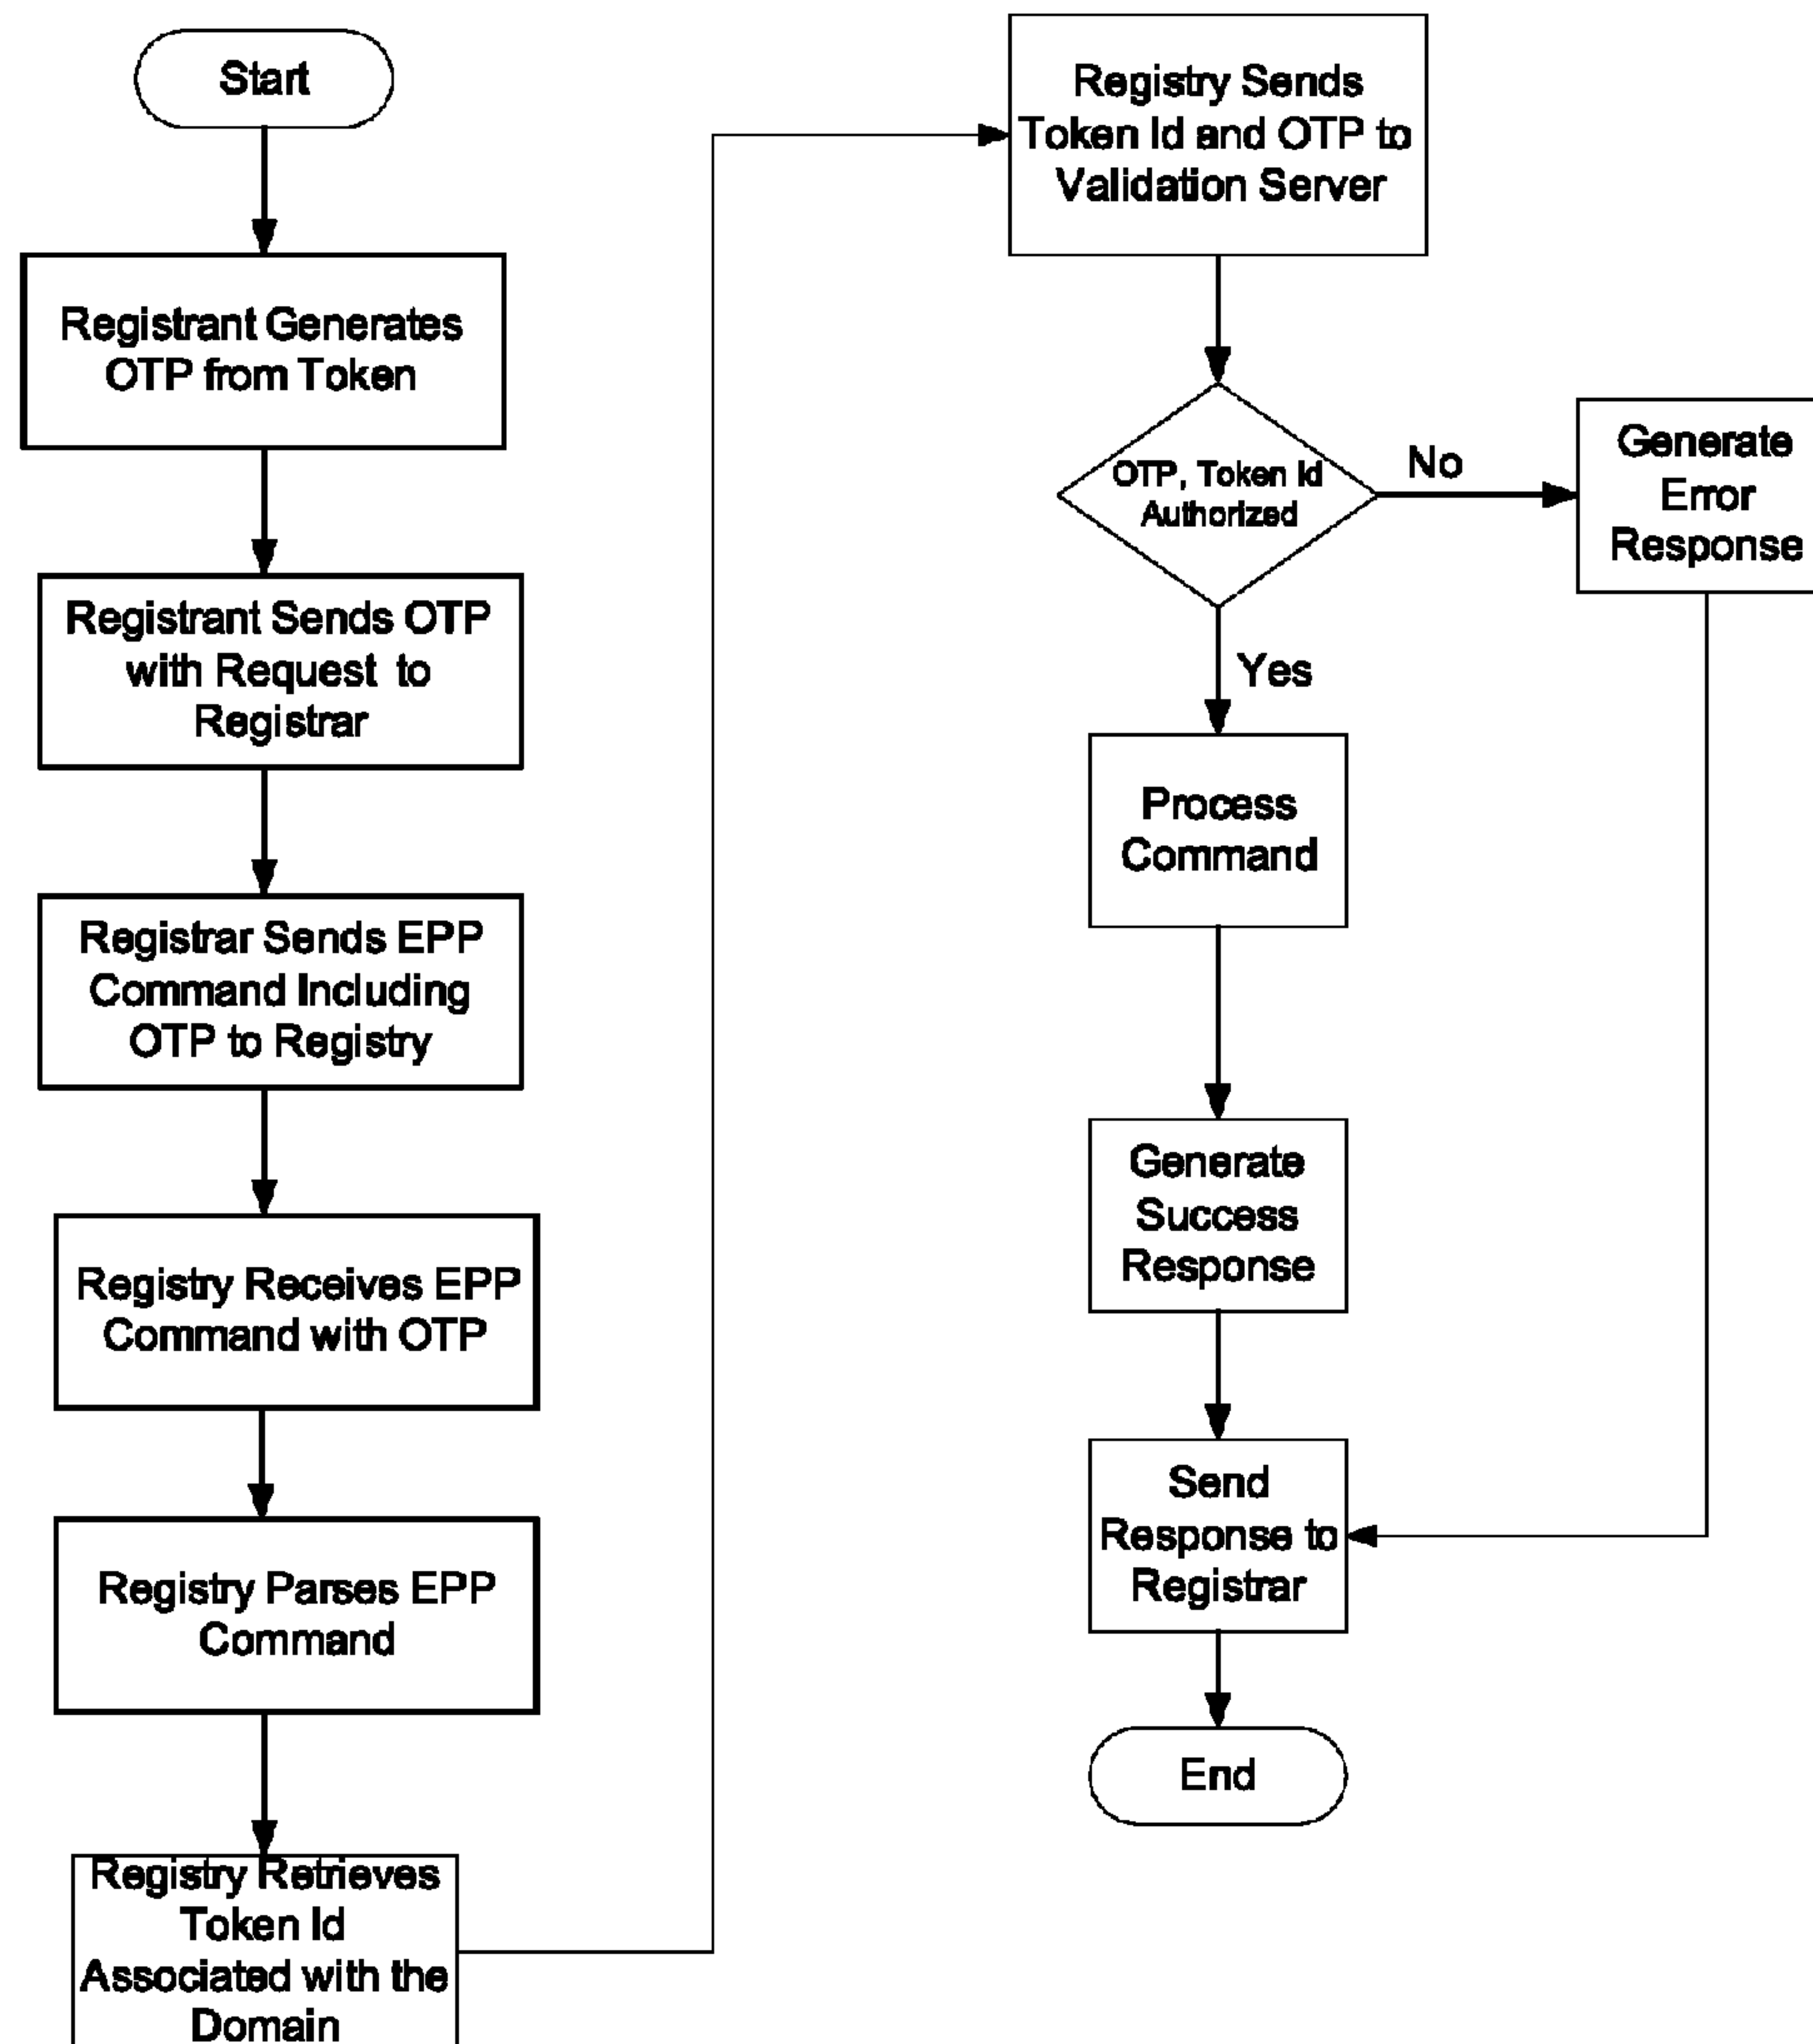 Start
Registrant Generates
OTP from Token
Registrant Sends OTP
with Request to
Registrar
Registrar Sends EPP
Command Including
OTP to Registry
Registry Receives EPP
Command with OTP
Registry Parses EPP
Command
Registry Retrieves
Token Id
Associated with the
Domain
Registry Sends
Token Id and OTP to
Validation Server
OTP, Token Id
Authorized
No
Generate
Error
Response
Yes
Process
Command
Generate
Success
Response
Send
Response to
Registrar
End